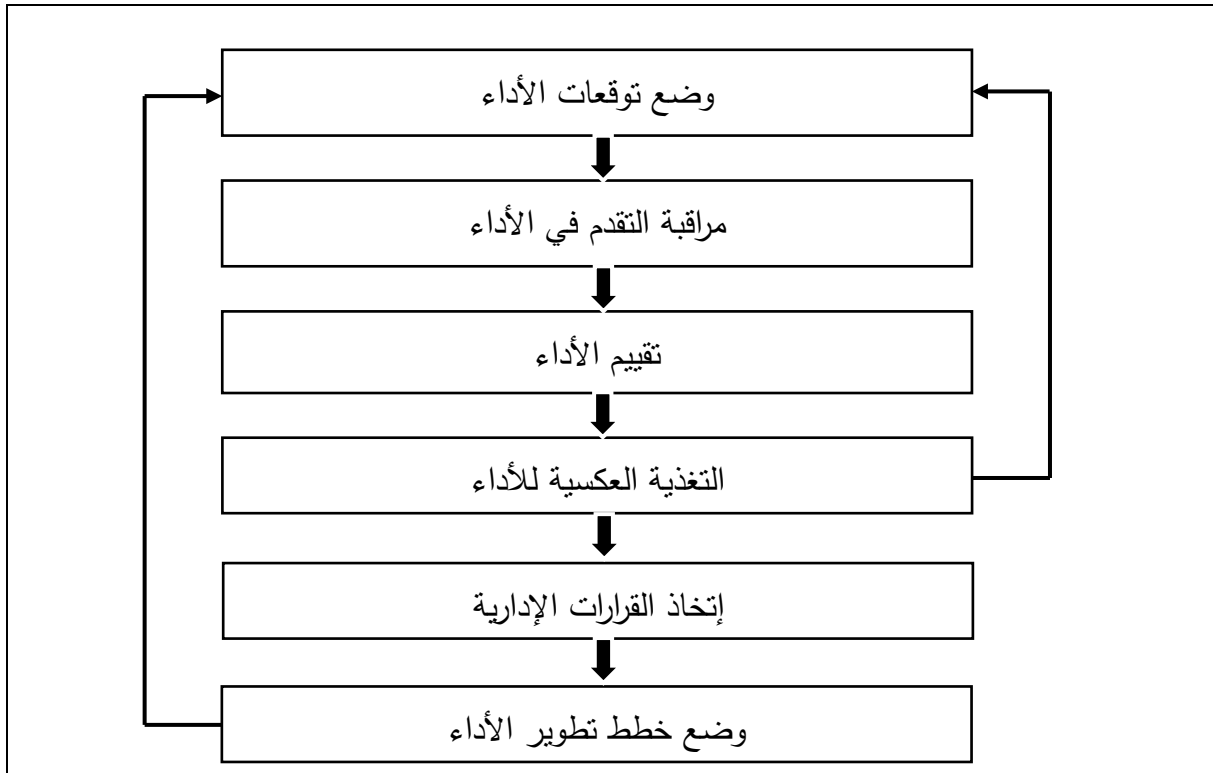 وضع توقعات الأداء
مراقبة التقدم في الأداء
تقييم الأداء
التغذية العكسية للأداء
إتخاذ القرارات الإدارية
وضع خطط تطوير الأداء